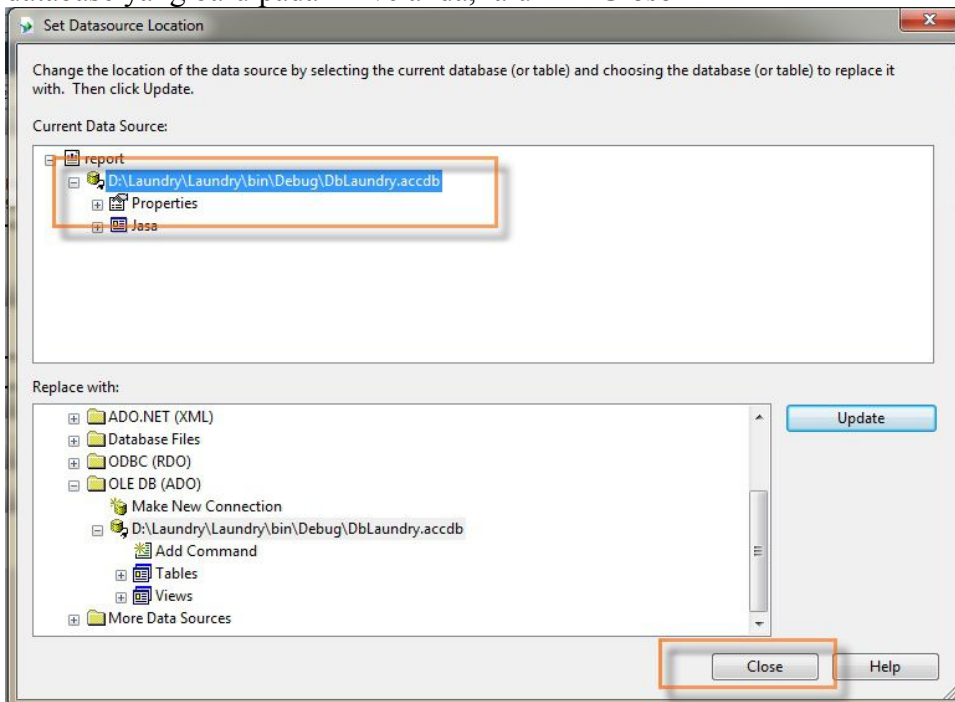 Set Datasource Location
Change the location of the data source by selecting the current database (or table) and choosing the database (or table) to replace it
with. Then click Update.
Current Data Source:
report
D:\Laundry\Laundry\bin\Debug\DbLaundry.accdb
Properties
Jasa
Replace with:
ADO.NET (XML)
Update
Database Files
ODBC (RDO)
OLE DB (ADO)
Make New Connection
D:\Laundry\Laundry\bin\Debug\DbLaundry.accdb
Add Command
Tables
Views
More Data Sources
Close Help